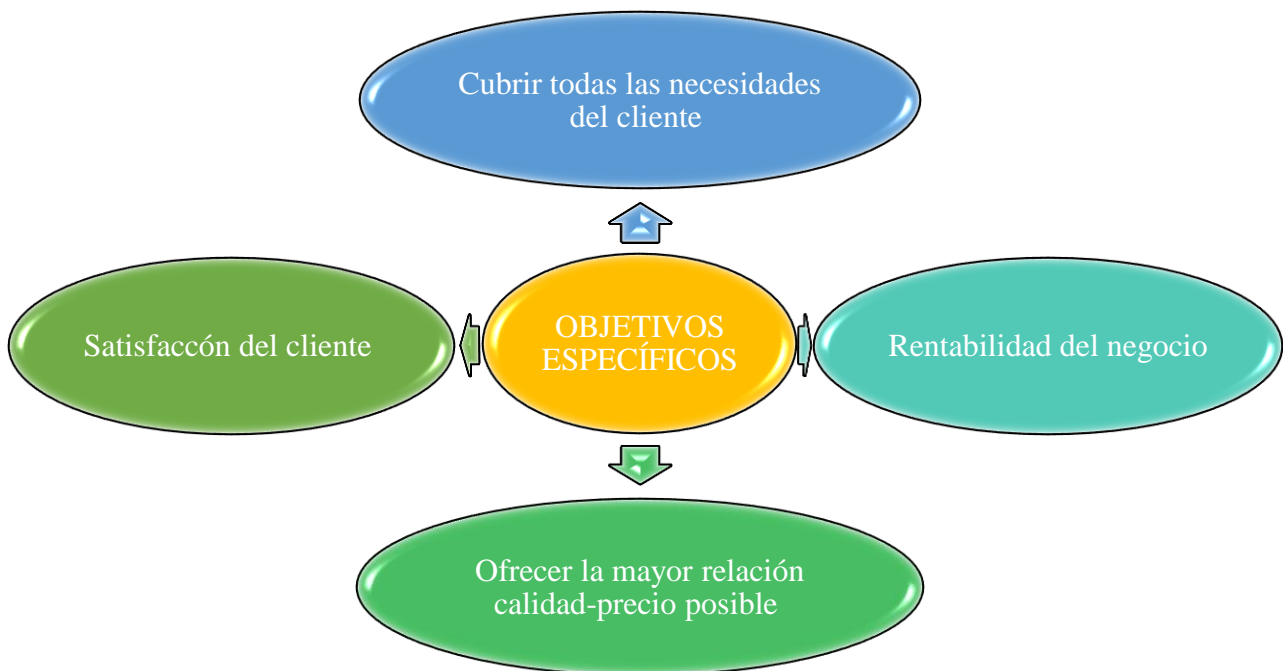 Cubrir todas las necesidades
del cliente
Satisfaccón del cliente
OBJETIVOS
ESPECÍFICOS
Rentabilidad del negocio
Ofrecer la mayor relación
calidad-precio posible